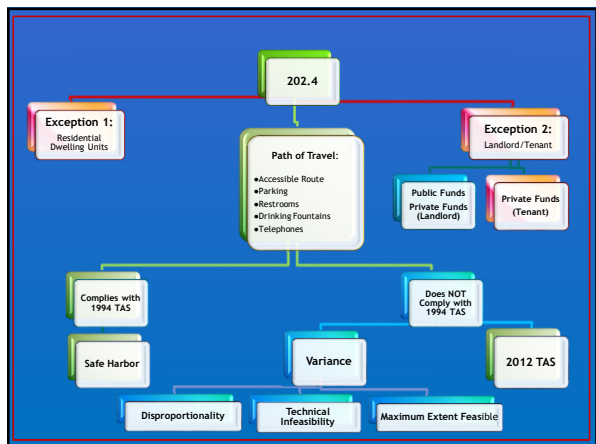 202.4
Exception 1:
Residential
Dwelling Units
Exception 2:
Landlord/Tenant
Path of Travel:
●Accessible Route
●Parking
●Restrooms
●Drinking Fountains
●Telephones
Public Funds
Private Funds
(Landlord)
Private Funds
(Tenant)
Complies with
1994 TAS
Does NOT
Comply with
1994 TAS
Safe Harbor
Variance
2012 TAS
Disproportionality
Technical
Infeasibility
Maximum Extent Feasible